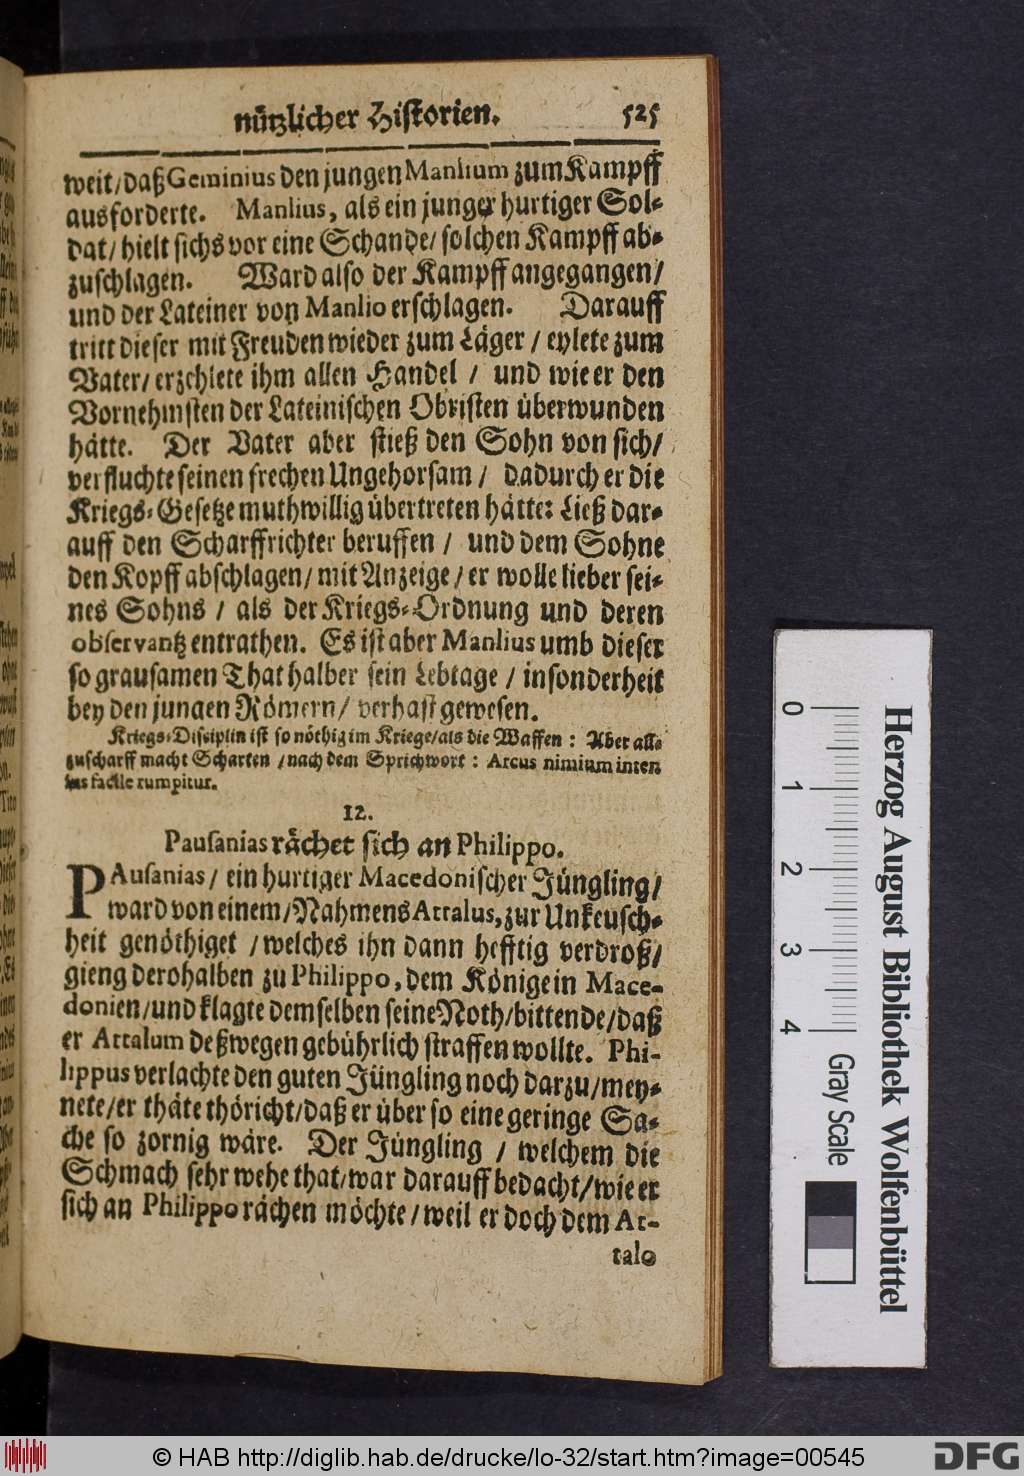 nützlicher Historien. 525
weit/ daß Geminius den jungen Manlium zum Kampff
ausforderte. Manlius, als ein junger hurtiger Sol-
dat/ hielt sichs vor eine Schande/ solchen Kampff ab-
zuschlagen. Ward also der Kampff angegangen/
und der Lateiner von Manlio erschlagen. Darauff
tritt dieser mit Freuden wieder zum Läger / eylete zum
Vater/ erzehlete ihm allen Handel / und wie er den
Vornehmsten der Lateinischen Obristen überwunden
hätte. Der Vater aber stieß den Sohn von sich/
verfluchte seinen frechen Ungehorsam / dadurch er die
Kriegs-Gesetze muthwillig übertreten hätte: Ließ dar-
auff den Scharffrichter beruffen / und dem Sohne
den Kopff abschlagen/ mit Anzeige/ er wolle lieber sei-
nes Sohns / als der Kriegs-Ordnung und deren
observantz entrathen. Es ist aber Manlius umb dieser
so grausamen That halber sein Lebtage / insonderheit
bey den jungen Römern/ verhast gewesen.
Kriegs-Disciplin ist so nöthig im Kriege/ als die Waffen: Aber all-
zuscharff macht Scharten / nach dem Sprichwort: Arcus nimium inten
sus facile rumpitur.
12.
Pausanias rächet sich an Philippo.
PAusanias/ ein hurtiger Macedonischer Jüngling/
ward von einem/ Nahmens Attalus, zur Unkeusch-
heit genöthiget / welches ihn dann hefftig verdroß/
gieng derohalben zu Philippo, dem Könige in Mace-
donien/ und klagte demselben seine Noth/ bittende/ daß
er Attalum deßwegen gebührlich straffen wollte. Phi-
lippus verlachte den guten Jüngling noch darzu/ mey-
nete/ er thäte thöricht/ daß er über so eine geringe Sa-
che so zornig wäre. Der Jüngling / welchem die
Schmach sehr wehe that/ war darauff bedacht/ wie er
sich an Philippo rächen möchte/ weil er doch dem At-
talo
0 1 2 3 4
Gray Scale
Herzog August Bibliothek Wolfenbüttel
© HAB http://diglib.hab.de/drucke/lo-32/start.htm?image=00545
DFG